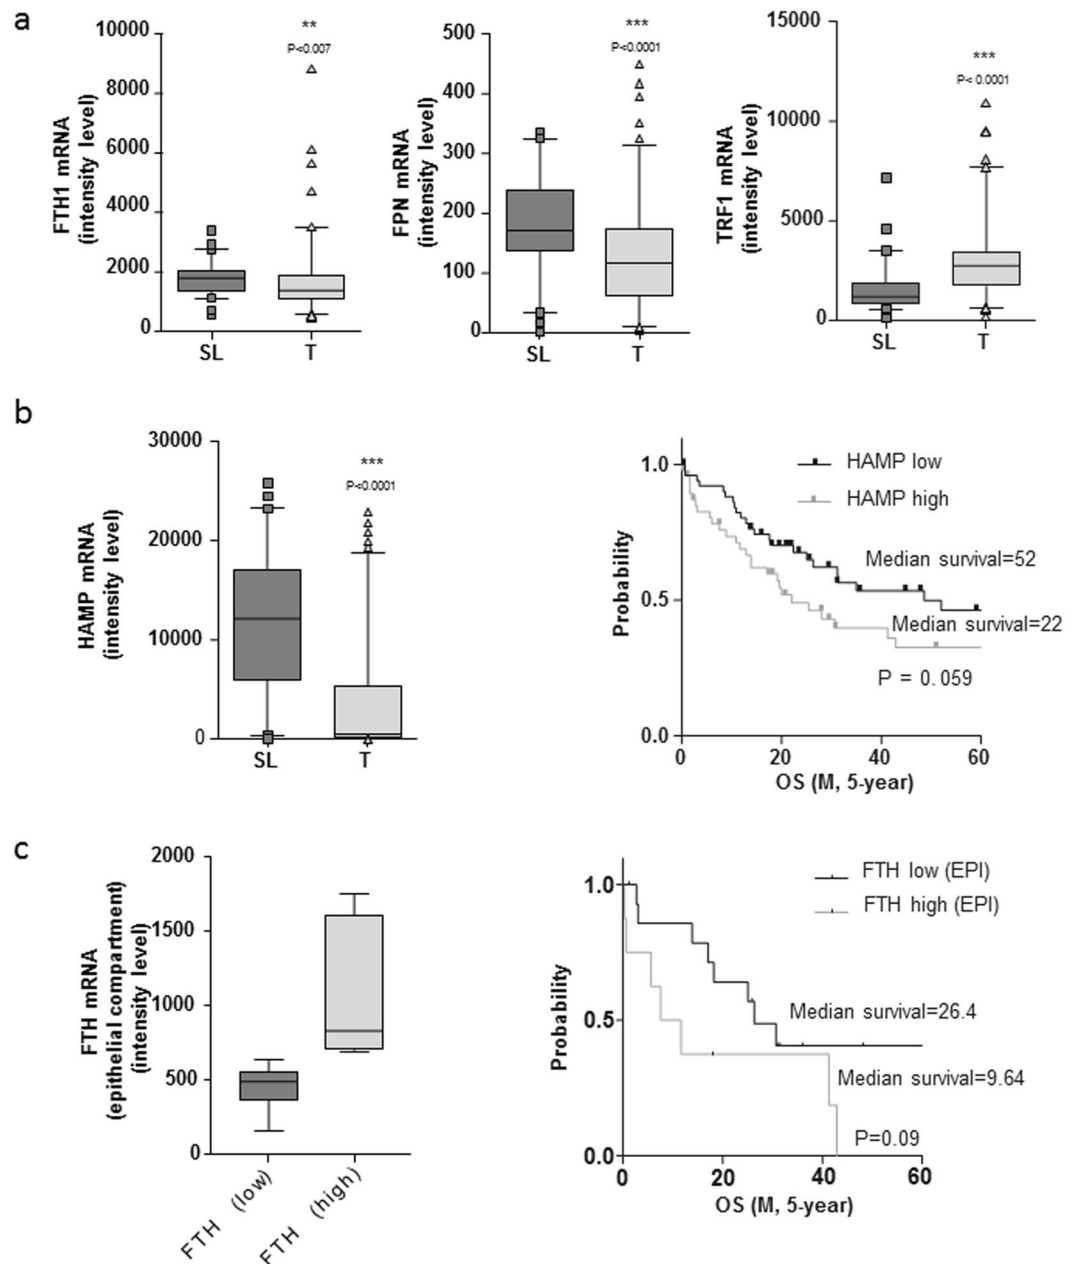 a
FTH1 mRNA
(intensity level)
10000
8000
6000
4000
2000
0
**
P<0.007
SL
T
FPN mRNA
(intensity level)
500
400
300
200
100
0
***
P<0.0001
SL
T
TRF1 mRNA
(intensity level)
15000
10000
5000
0
***
P< 0.0001
SL
T
b
HAMP mRNA
(intensity level)
30000
20000
10000
0
***
P<0.0001
SL
T
Probability
1.0
0.5
0.0
HAMP low
HAMP high
Median survival=52
Median survival=22
P = 0.059
0
20
40
60
OS (M, 5-year)
c
FTH mRNA
(epithelial compartment)
(intensity level)
2000
1500
1000
500
0
FTH (low)
FTH (high)
Probability
1.0
0.5
0.0
FTH low (EPI)
FTH high (EPI)
Median survival=26.4
Median survival=9.64
P=0.09
0
20
40
60
OS (M, 5-year)